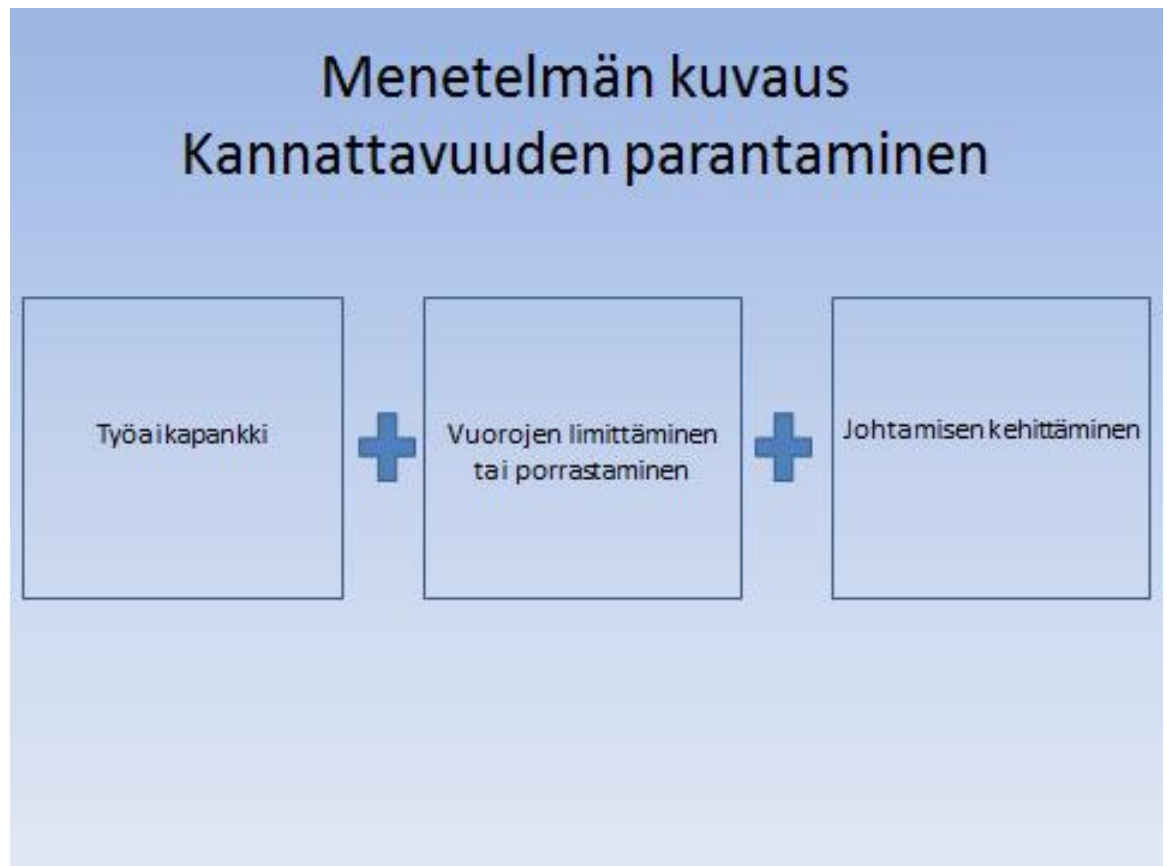 Menetelmän kuvaus
Kannattavuuden parantaminen
Työaikapankki
Vuorojen limittäminen
tai porrastaminen
Johtamisen kehittäminen